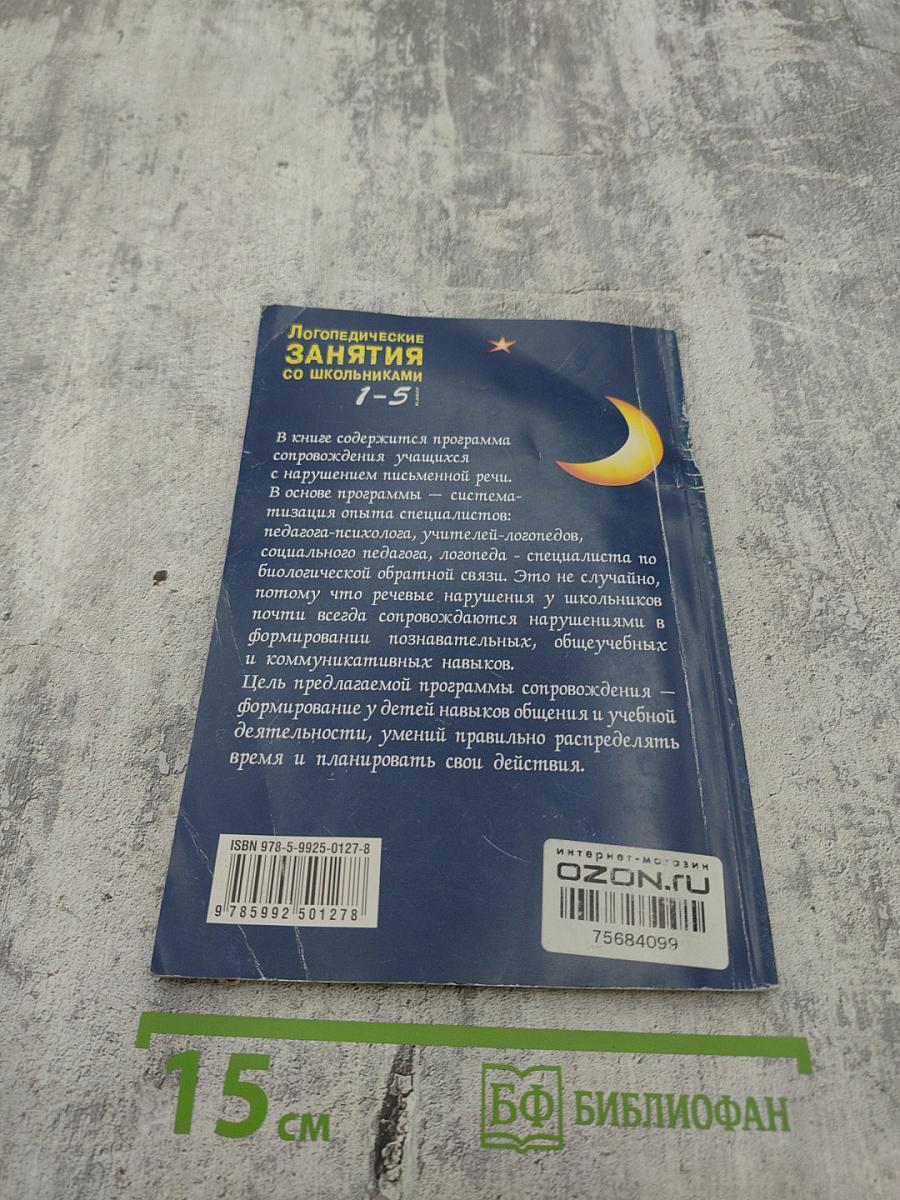 Логопедические
ЗАНЯТИЯ
СО ШКОЛЬНИКАМИ
1-5
класс
В книге содержится программа
сопровождения учащихся
с нарушением письменной речи.
В основе программы — система-
тизация опыта специалистов:
педагога-психолога, учителей-логопедов,
социального педагога, логопеда - специалиста по
биологической обратной связи. Это не случайно,
потому что речевые нарушения у школьников
почти всегда сопровождаются нарушениями в
формировании познавательных, общеучебных
и коммуникативных навыков.
Цель предлагаемой программы сопровождения —
формирование у детей навыков общения и учебной
деятельности, умений правильно распределять
время и планировать свои действия.
ISBN 978-5-9925-0127-8
9 785992 501278
интернет-магазин
OZON.ru
75684099
15 см
БФ БИБЛИОФАН